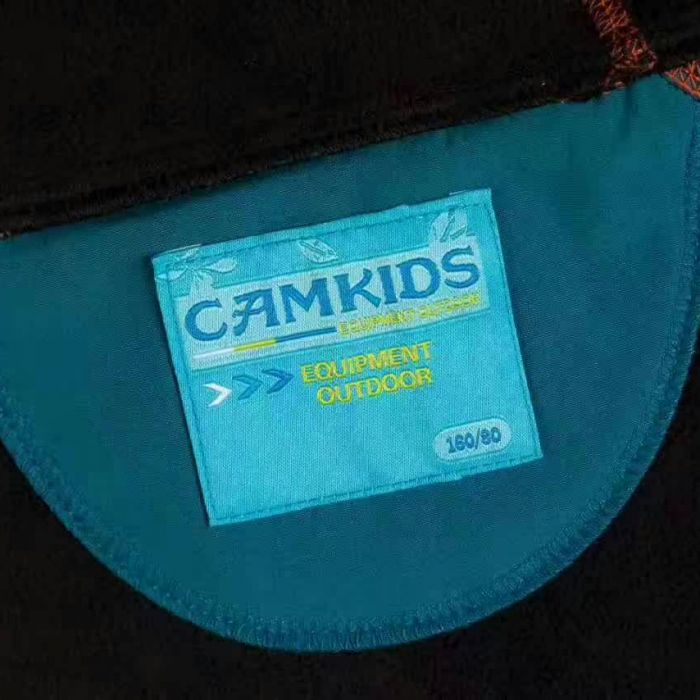 CAMKIDS
EQUIPMENT OUTDOOR
EQUIPMENT
OUTDOOR
160/80